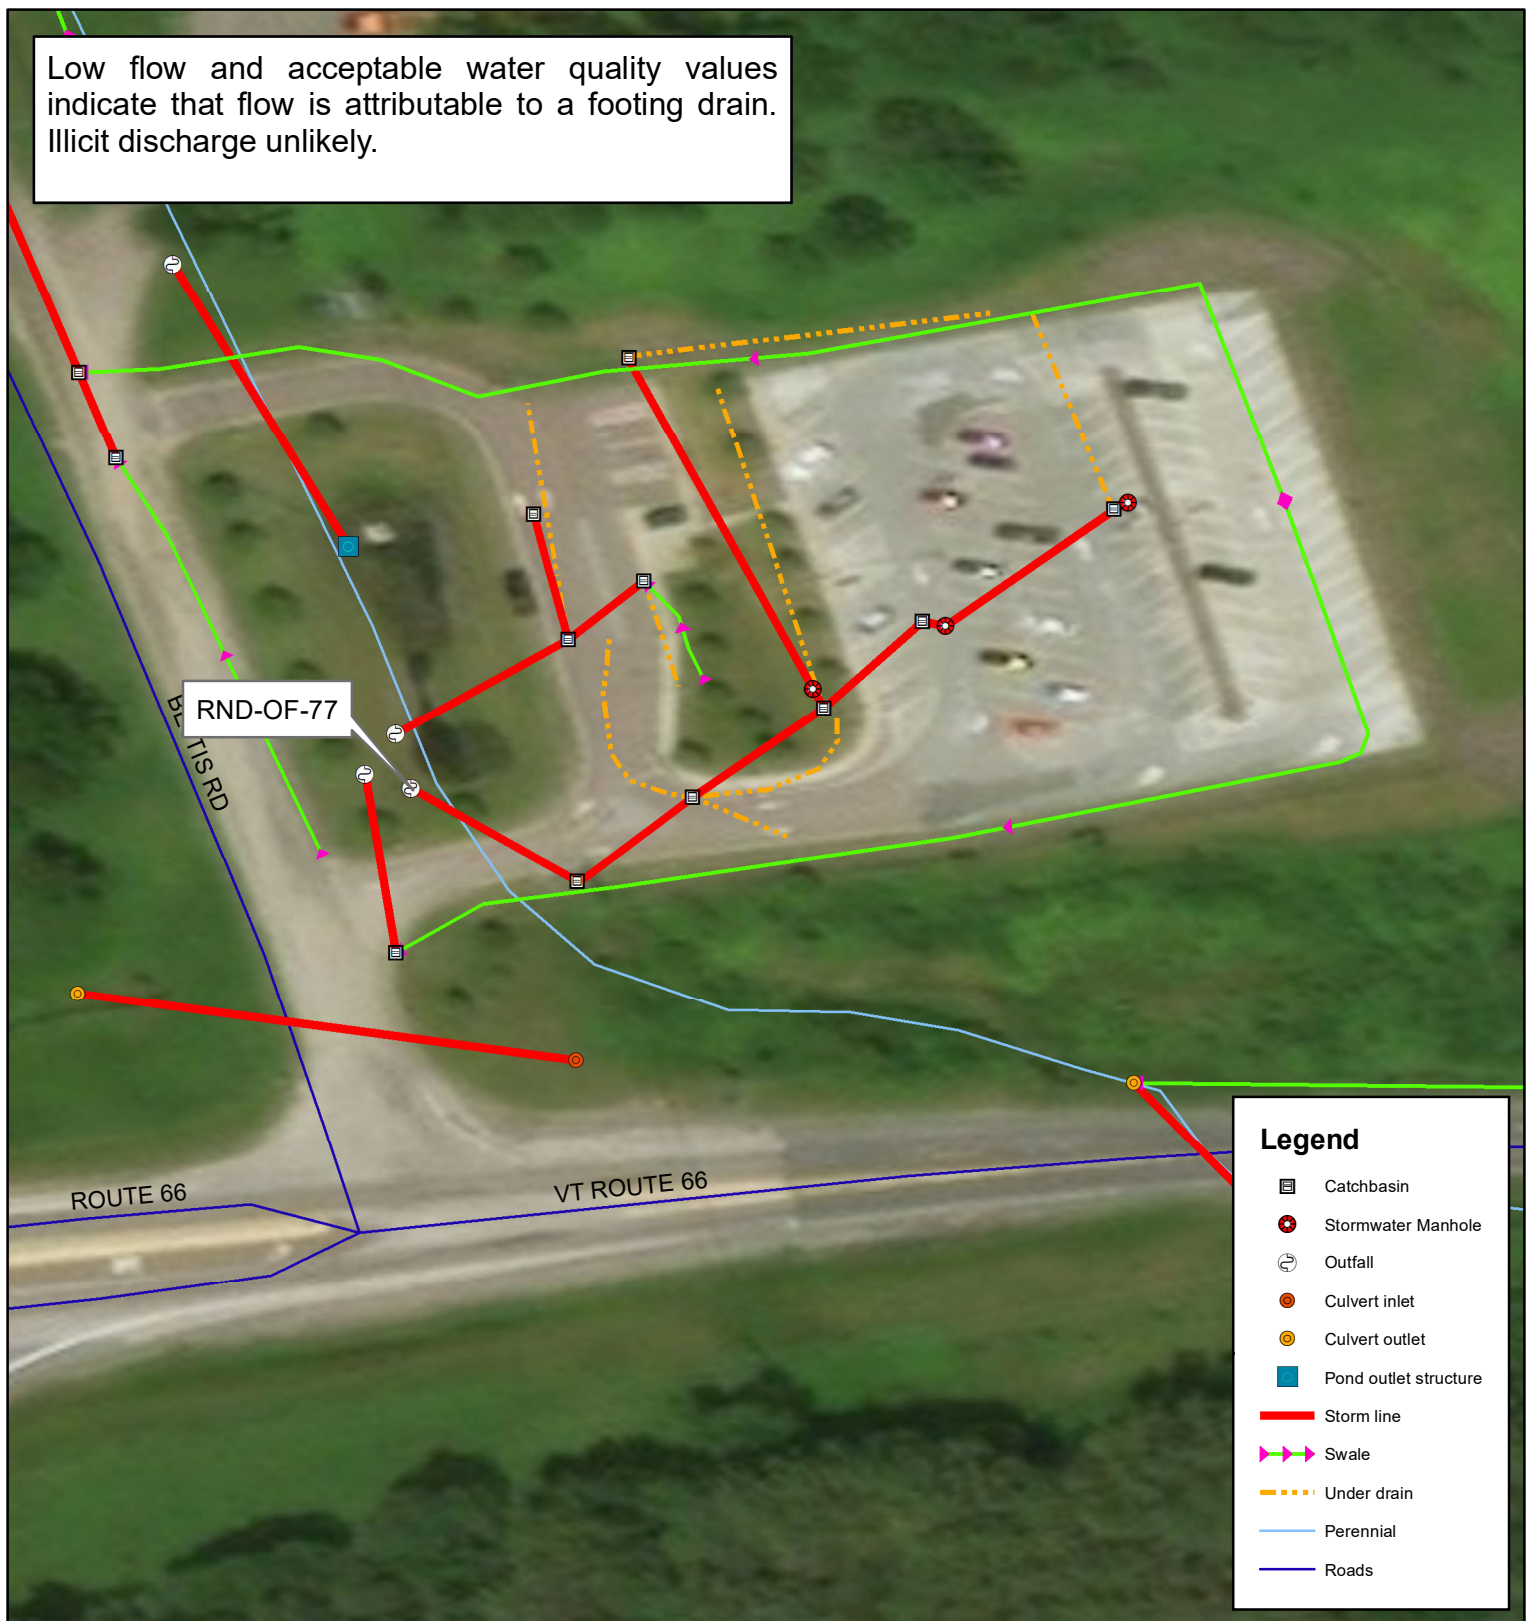 Low flow and acceptable water quality values
indicate that flow is attributable to a footing drain.
Illicit discharge unlikely.
RND-OF-77
TIS RD
ROUTE 66
VT ROUTE 66
Legend
Catchbasin
Stormwater Manhole
Outfall
Culvert inlet
Culvert outlet
Pond outlet structure
Storm line
Swale
Under drain
Perennial
Roads